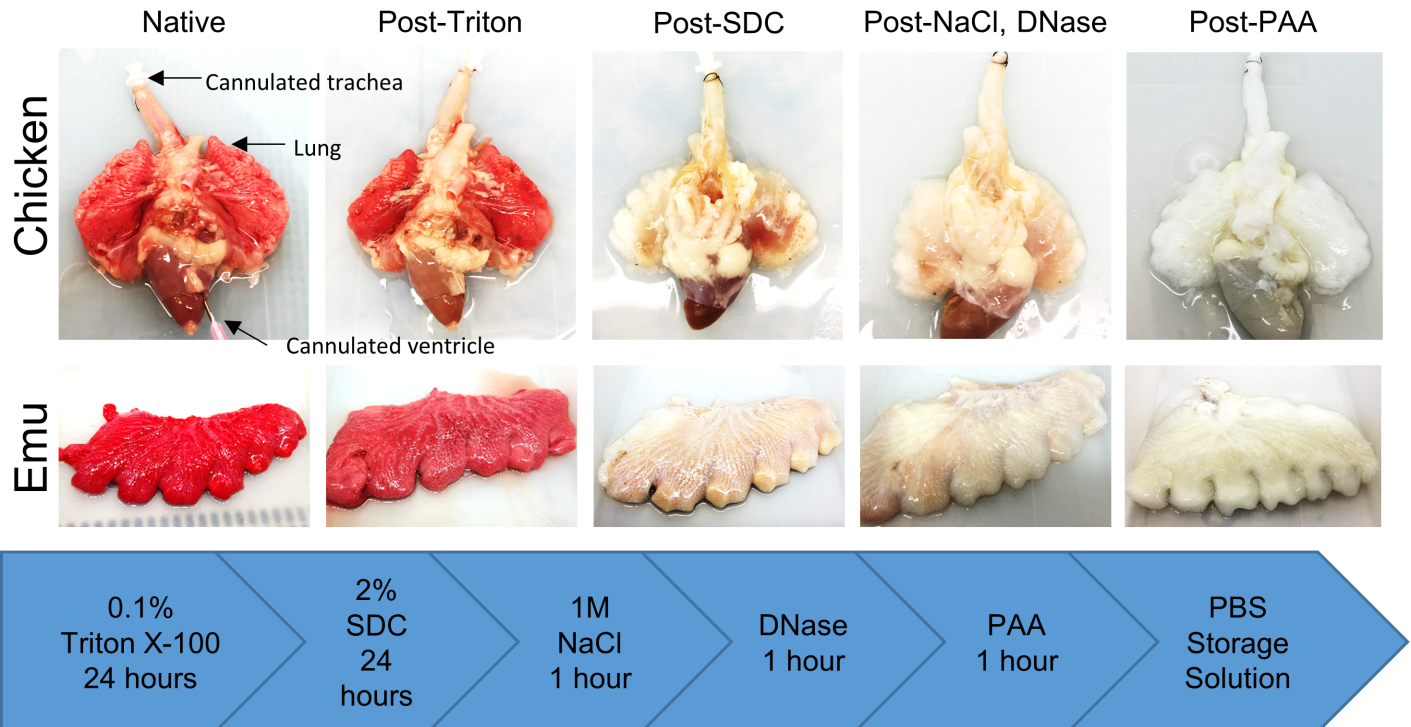 Native
Post-Triton
Post-SDC
Post-NaCl, DNase
Post-PAA
Chicken
Cannulated trachea
Lung
Cannulated ventricle
Emu
0.1%
Triton X-100
24 hours
2%
SDC
24
hours
1M
NaCl
1 hour
DNase
1 hour
PAA
1 hour
PBS
Storage
Solution